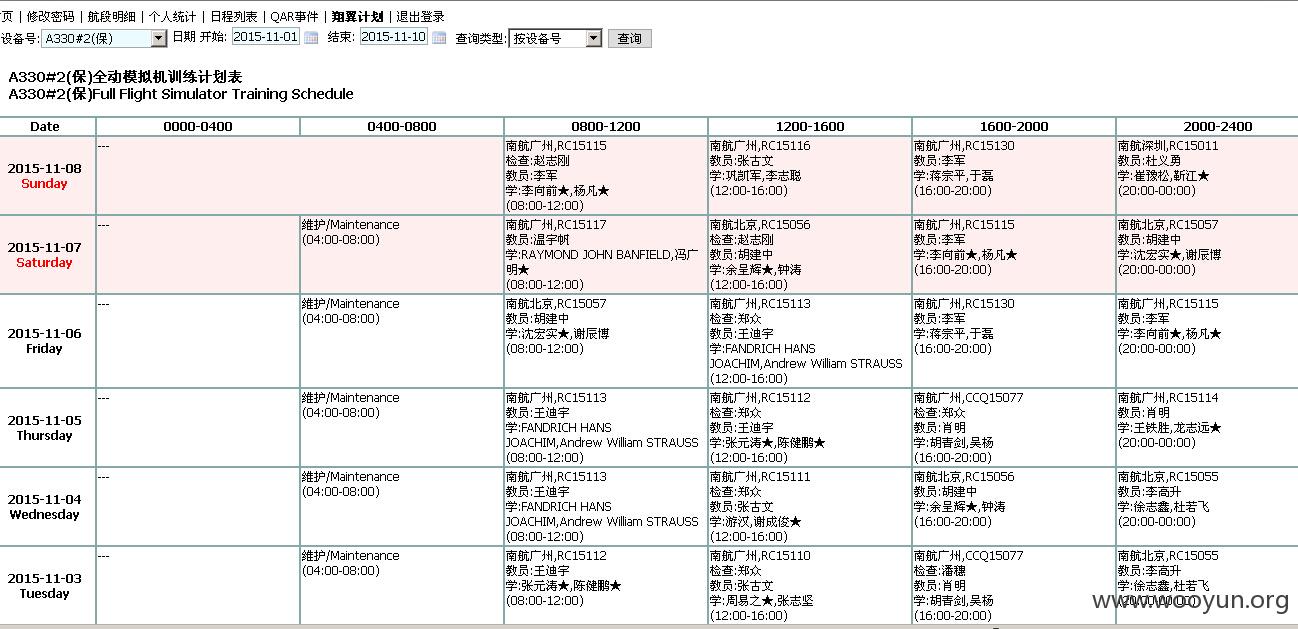 页 | 修改密码 | 航段明细 | 个人统计 | 日程列表 | QAR事件 | 翔翼计划 | 退出登录
设备号: A330#2(保) 日期 开始: 2015-11-01 结束: 2015-11-10 查询类型: 按设备号 查询
A330#2(保)全动模拟机训练计划表
A330#2(保)Full Flight Simulator Training Schedule
Date 0000-0400 0400-0800 0800-1200 1200-1600 1600-2000 2000-2400
2015-11-08
Sunday
---
南航广州,RC15115
检查:赵志刚
教员:李军
学:李向前★,杨凡★
(08:00-12:00)
南航广州,RC15116
教员:张古文
学:巩凯军,李志聪
(12:00-16:00)
南航广州,RC15130
教员:李军
学:蒋宗平,于磊
(16:00-20:00)
南航深圳,RC15011
教员:杜义勇
学:崔豫松,靳江★
(20:00-00:00)
2015-11-07
Saturday
---
维护/Maintenance
(04:00-08:00)
南航广州,RC15117
教员:温宇帆
学:RAYMOND JOHN BANFIELD,冯广
明★
(08:00-12:00)
南航北京,RC15056
检查:赵志刚
教员:胡建中
学:余呈辉★,钟涛
(12:00-16:00)
南航广州,RC15115
教员:李军
学:李向前★,杨凡★
(16:00-20:00)
南航北京,RC15057
教员:胡建中
学:沈宏实★,谢辰博
(20:00-00:00)
2015-11-06
Friday
---
维护/Maintenance
(04:00-08:00)
南航北京,RC15057
教员:胡建中
学:沈宏实★,谢辰博
(08:00-12:00)
南航广州,RC15113
检查:郑众
教员:王迪宇
学:FANDRICH HANS
JOACHIM,Andrew William STRAUSS
(12:00-16:00)
南航广州,RC15130
教员:李军
学:蒋宗平,于磊
(16:00-20:00)
南航广州,RC15115
教员:李军
学:李向前★,杨凡★
(20:00-00:00)
2015-11-05
Thursday
---
维护/Maintenance
(04:00-08:00)
南航广州,RC15113
教员:王迪宇
学:FANDRICH HANS
JOACHIM,Andrew William STRAUSS
(08:00-12:00)
南航广州,RC15112
检查:郑众
教员:王迪宇
学:张元涛★,陈健鹏★
(12:00-16:00)
南航广州,CCQ15077
检查:郑众
教员:肖明
学:胡杳剑,吴杨
(16:00-20:00)
南航广州,RC15114
教员:肖明
学:王铁胜,龙志远★
(20:00-00:00)
2015-11-04
Wednesday
---
维护/Maintenance
(04:00-08:00)
南航广州,RC15113
教员:王迪宇
学:FANDRICH HANS
JOACHIM,Andrew William STRAUSS
(08:00-12:00)
南航广州,RC15111
检查:郑众
教员:张古文
学:游汉,谢成俊★
(12:00-16:00)
南航北京,RC15056
教员:胡建中
学:余呈辉★,钟涛
(16:00-20:00)
南航北京,RC15055
教员:李高升
学:徐志鑫,杜若飞
(20:00-00:00)
2015-11-03
Tuesday
---
维护/Maintenance
(04:00-08:00)
南航广州,RC15112
教员:王迪宇
学:张元涛★,陈健鹏★
(08:00-12:00)
南航广州,RC15110
检查:郑众
教员:张古文
学:周易之★,张志坚
(12:00-16:00)
南航广州,CCQ15077
检查:潘穗
教员:肖明
学:胡杳剑,吴杨
(16:00-20:00)
南航北京,RC15055
教员:李高升
学:徐志鑫,杜若飞
(20:00-00:00)
www.wooyun.org